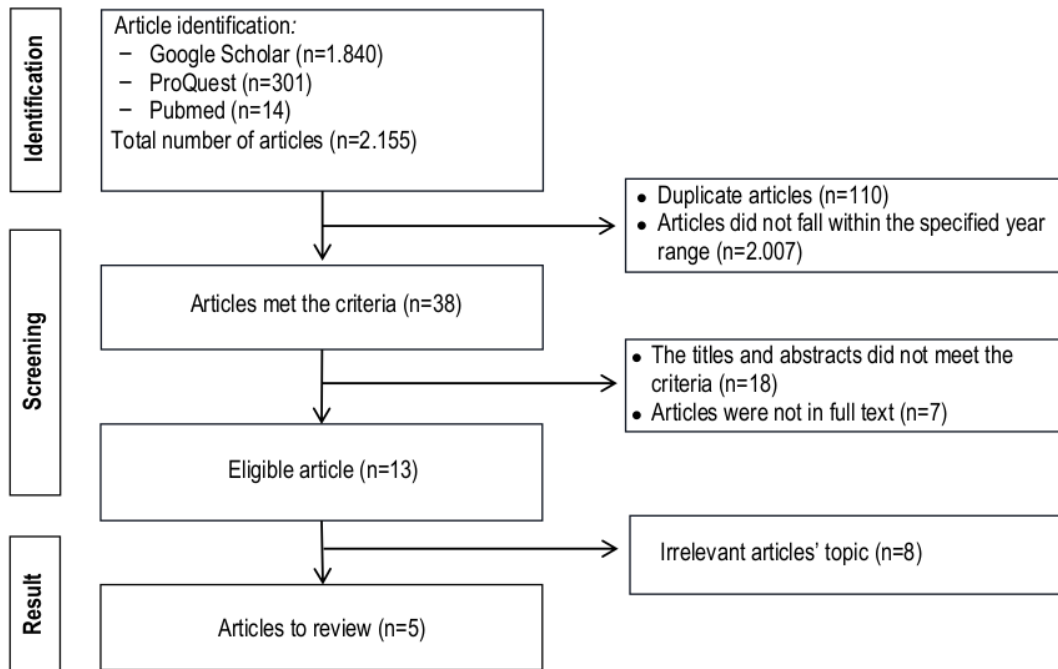 Identification
Article identification:
– Google Scholar (n=1.840)
– ProQuest (n=301)
– Pubmed (n=14)
Total number of articles (n=2.155)
• Duplicate articles (n=110)
• Articles did not fall within the specified year
range (n=2.007)
Screening
Articles met the criteria (n=38)
• The titles and abstracts did not meet the
criteria (n=18)
• Articles were not in full text (n=7)
Eligible article (n=13)
Result
Irrelevant articles’ topic (n=8)
Articles to review (n=5)